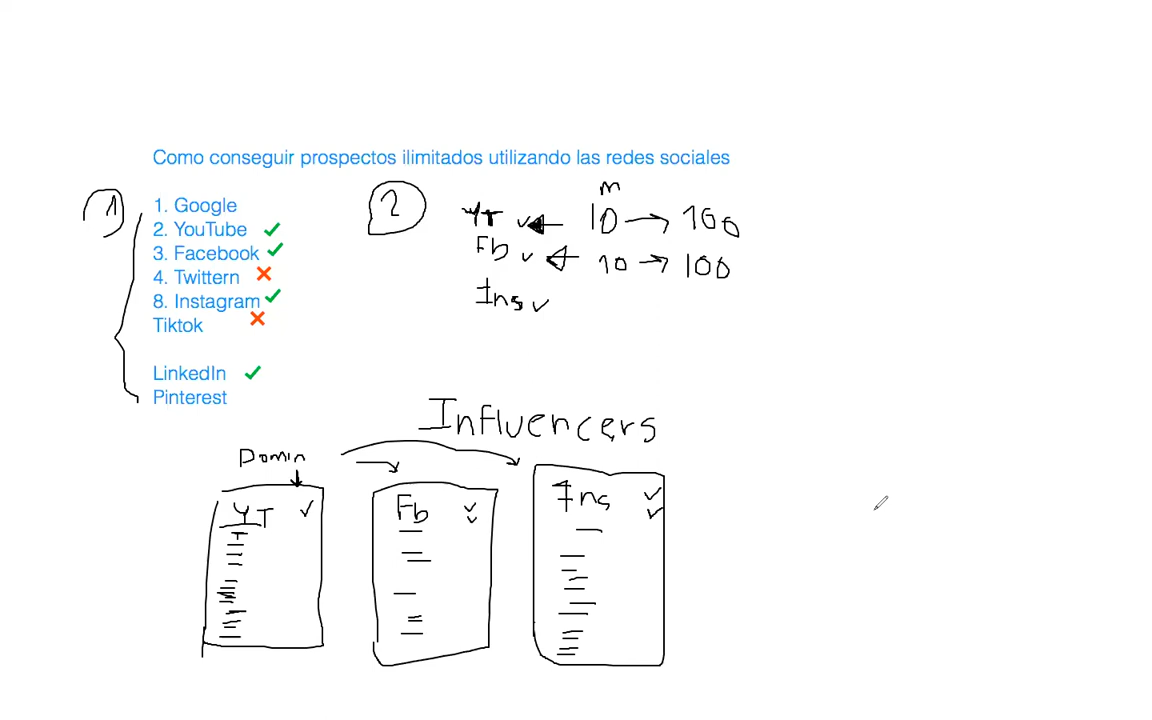 Como conseguir prospectos ilimitados utilizando las redes sociales
1
1. Google
2. YouTube
3. Facebook
4. Twittern
8. Instagram
Tiktok
LinkedIn
Pinterest
2
m
YT 10 100
Fb 10 100
Ins
Influencers
Domin
YT
Fb
Ins